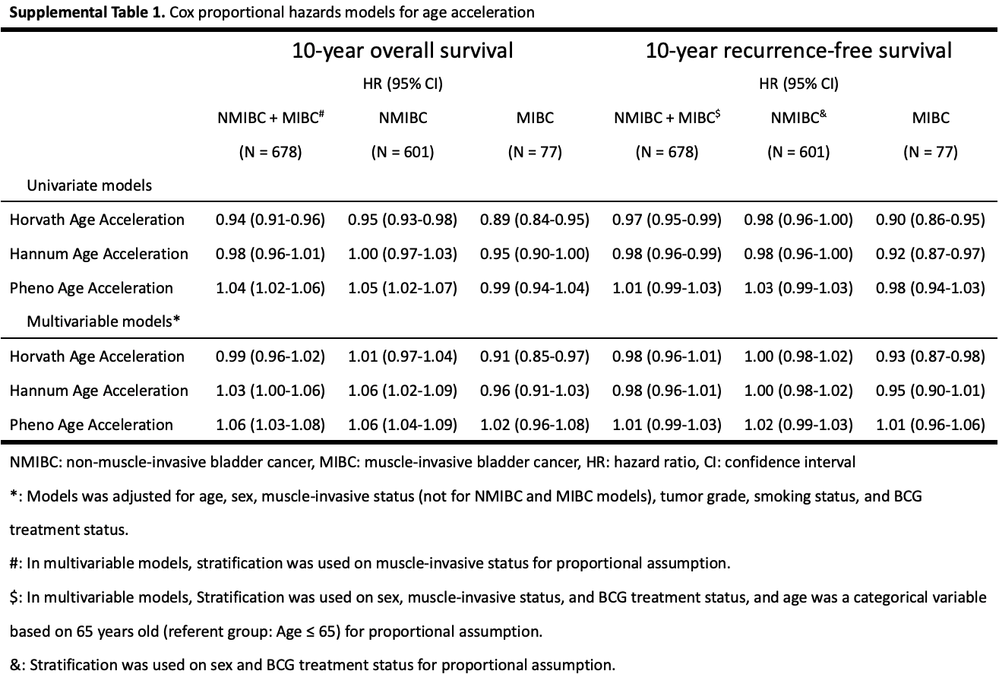 Supplemental Table 1. Cox proportional hazards models for age acceleration
10-year overall survival 10-year recurrence-free survival
HR (95% CI) HR (95% CI)
NMIBC + MIBC# NMIBC MIBC NMIBC + MIBC$ NMIBC& MIBC
(N = 678) (N = 601) (N = 77) (N = 678) (N = 601) (N = 77)
Univariate models
Horvath Age Acceleration 0.94 (0.91-0.96) 0.95 (0.93-0.98) 0.89 (0.84-0.95) 0.97 (0.95-0.99) 0.98 (0.96-1.00) 0.90 (0.86-0.95)
Hannum Age Acceleration 0.98 (0.96-1.01) 1.00 (0.97-1.03) 0.95 (0.90-1.00) 0.98 (0.96-0.99) 0.98 (0.96-1.00) 0.92 (0.87-0.97)
Pheno Age Acceleration 1.04 (1.02-1.06) 1.05 (1.02-1.07) 0.99 (0.94-1.04) 1.01 (0.99-1.03) 1.03 (0.99-1.03) 0.98 (0.94-1.03)
Multivariable models*
Horvath Age Acceleration 0.99 (0.96-1.02) 1.01 (0.97-1.04) 0.91 (0.85-0.97) 0.98 (0.96-1.01) 1.00 (0.98-1.02) 0.93 (0.87-0.98)
Hannum Age Acceleration 1.03 (1.00-1.06) 1.06 (1.02-1.09) 0.96 (0.91-1.03) 0.98 (0.96-1.01) 1.00 (0.98-1.02) 0.95 (0.90-1.01)
Pheno Age Acceleration 1.06 (1.03-1.08) 1.06 (1.04-1.09) 1.02 (0.96-1.08) 1.01 (0.99-1.03) 1.02 (0.99-1.03) 1.01 (0.96-1.06)
NMIBC: non-muscle-invasive bladder cancer, MIBC: muscle-invasive bladder cancer, HR: hazard ratio, CI: confidence interval
*: Models was adjusted for age, sex, muscle-invasive status (not for NMIBC and MIBC models), tumor grade, smoking status, and BCG
treatment status.
#: In multivariable models, stratification was used on muscle-invasive status for proportional assumption.
$: In multivariable models, Stratification was used on sex, muscle-invasive status, and BCG treatment status, and age was a categorical variable
based on 65 years old (referent group: Age ≤ 65) for proportional assumption.
&: Stratification was used on sex and BCG treatment status for proportional assumption.